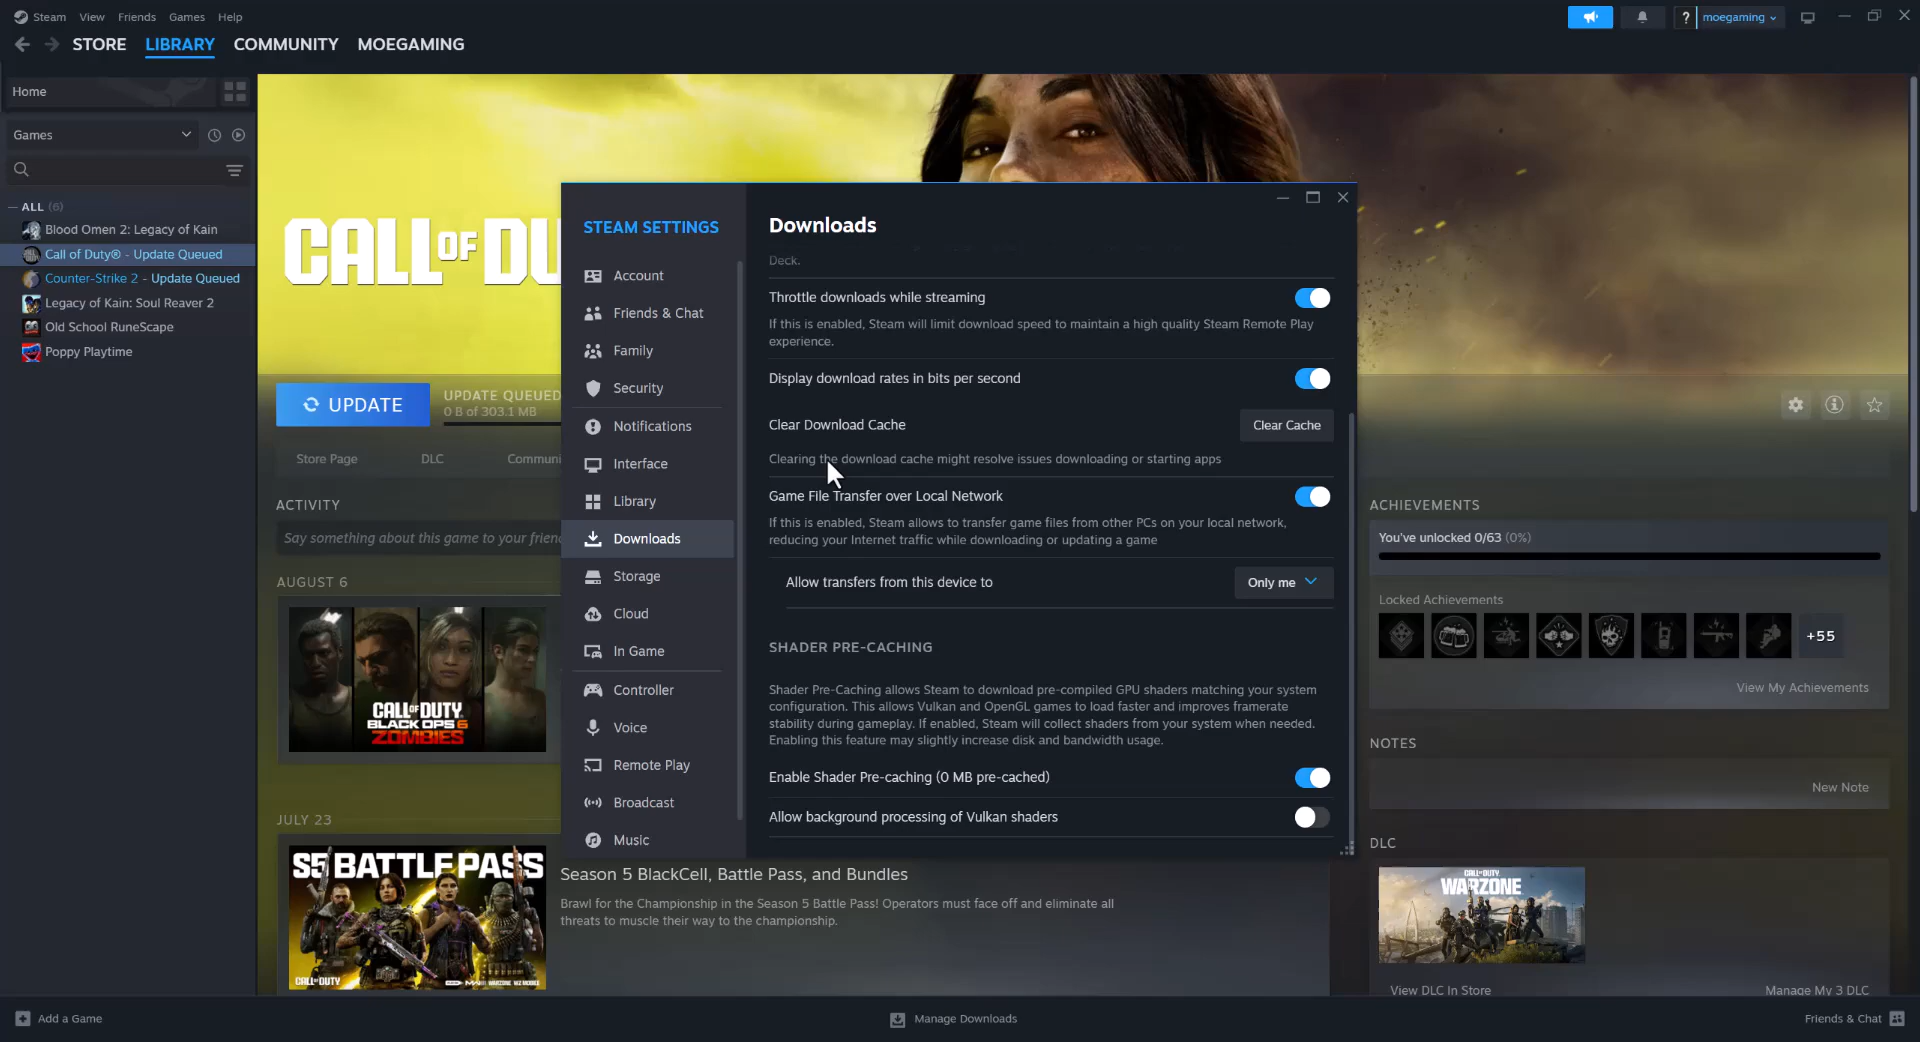 Steam View Friends Games Help
? moegaming
STORE LIBRARY COMMUNITY MOEGAMING
Home
Games
ALL (6)
Blood Omen 2: Legacy of Kain
Call of Duty® - Update Queued
Counter-Strike 2 - Update Queued
Legacy of Kain: Soul Reaver 2
Old School RuneScape
Poppy Playtime
CALL OF DU
UPDATE
UPDATE QUEUED
0 B of 303.1 MB
Store Page DLC Communi
ACTIVITY
Say something about this game to your frien
AUGUST 6
CALL OF DUTY
BLACK OPS 6
ZOMBIES
JULY 23
S5 BATTLE PASS
CALL OF DUTY
Season 5 BlackCell, Battle Pass, and Bundles
Brawl for the Championship in the Season 5 Battle Pass! Operators must face off and eliminate all
threats to muscle their way to the championship.
STEAM SETTINGS
Account
Friends & Chat
Family
Security
Notifications
Interface
Library
Downloads
Storage
Cloud
In Game
Controller
Voice
Remote Play
Broadcast
Music
Downloads
Deck.
Throttle downloads while streaming
If this is enabled, Steam will limit download speed to maintain a high quality Steam Remote Play
experience.
Display download rates in bits per second
Clear Download Cache
Clear Cache
Clearing the download cache might resolve issues downloading or starting apps
Game File Transfer over Local Network
If this is enabled, Steam allows to transfer game files from other PCs on your local network,
reducing your Internet traffic while downloading or updating a game
Allow transfers from this device to
Only me
SHADER PRE-CACHING
Shader Pre-Caching allows Steam to download pre-compiled GPU shaders matching your system
configuration. This allows Vulkan and OpenGL games to load faster and improves framerate
stability during gameplay. If enabled, Steam will collect shaders from your system when needed.
Enabling this feature may slightly increase disk and bandwidth usage.
Enable Shader Pre-caching (0 MB pre-cached)
Allow background processing of Vulkan shaders
ACHIEVEMENTS
You've unlocked 0/63 (0%)
Locked Achievements
+55
View My Achievements
NOTES
New Note
DLC
CALL OF DUTY
WARZONE
View DLC In Store
Manage My 3 DLC
Add a Game
Manage Downloads
Friends & Chat